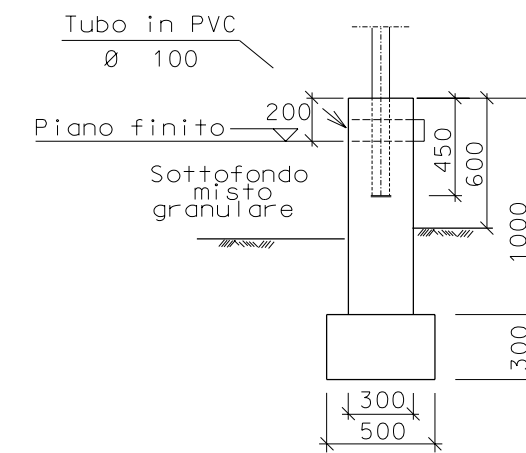 Tubo in PVC
Ø 100
200
Piano finito
450
600
Sottofondo
misto
granulare
1000
300
300
500